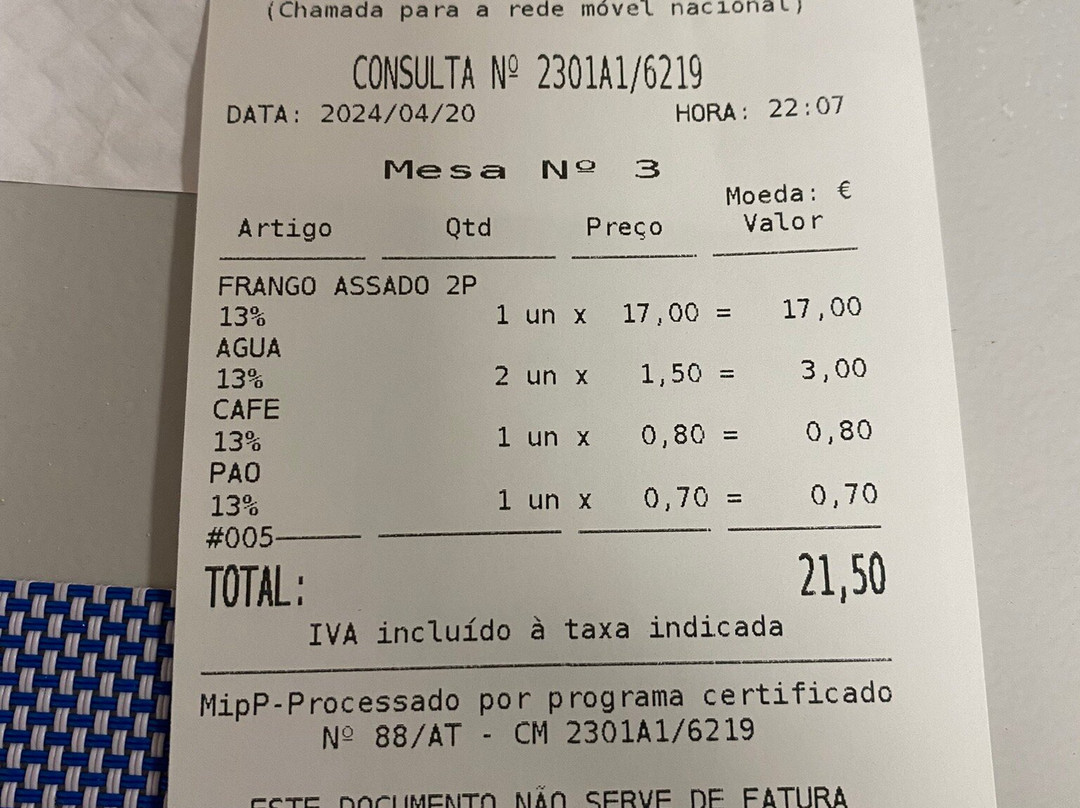 (Chamada para a rede móvel nacional)
CONSULTA Nº 2301A1/6219
DATA: 2024/04/20 HORA: 22:07
Mesa Nº 3
Moeda: €
Artigo Qtd Preço Valor
FRANGO ASSADO 2P
13% 1 un x 17,00 = 17,00
AGUA
13% 2 un x 1,50 = 3,00
CAFE
13% 1 un x 0,80 = 0,80
PAO
13% 1 un x 0,70 = 0,70
#005
TOTAL: 21,50
IVA incluído à taxa indicada
MipP-Processado por programa certificado
Nº 88/AT - CM 2301A1/6219
ESTE DOCUMENTO NÃO SERVE DE FATURA